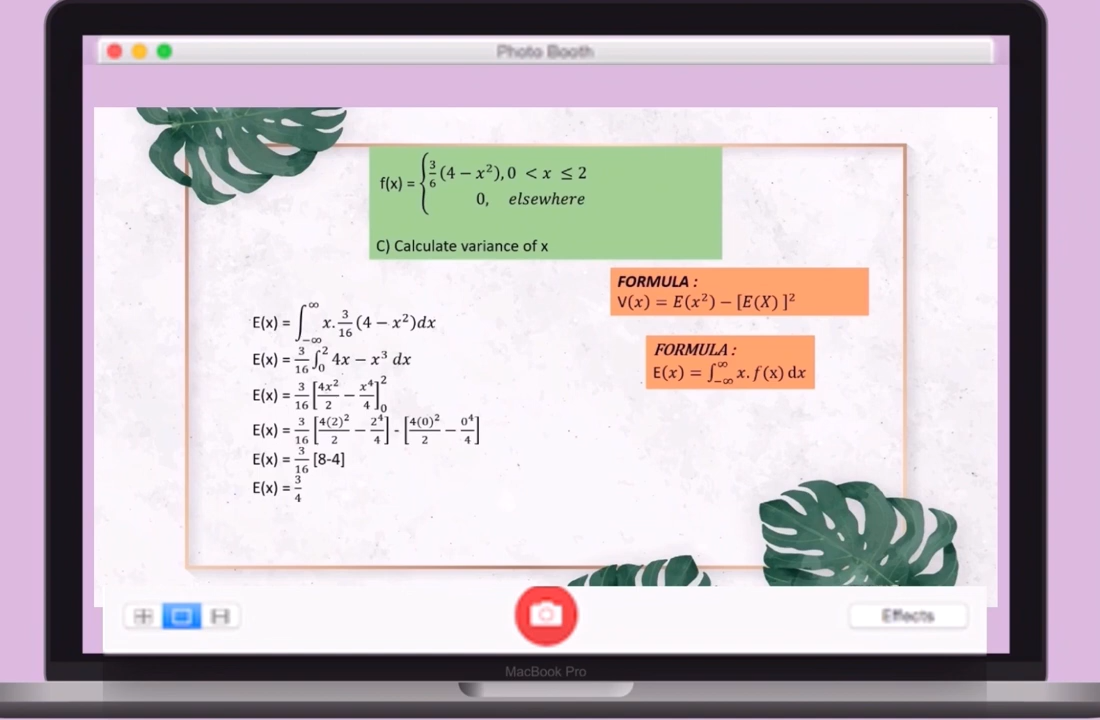 Photo Booth
f(x) = { 3/6 (4 − x²), 0 < x ≤ 2
0, elsewhere
C) Calculate variance of x
FORMULA :
V(x) = E(x²) − [E(X) ]²
FORMULA :
E(x) = ∫_{−∞}^{∞} x. f(x) dx
E(x) = ∫_{−∞}^{∞} x. 3/16 (4 − x²)dx
E(x) = 3/16 ∫_0^2 4x − x³ dx
E(x) = 3/16 [4x²/2 − x⁴/4]_0^2
E(x) = 3/16 [4(2)²/2 − 2⁴/4] - [4(0)²/2 − 0⁴/4]
E(x) = 3/16 [8-4]
E(x) = 3/4
Effects
MacBook Pro